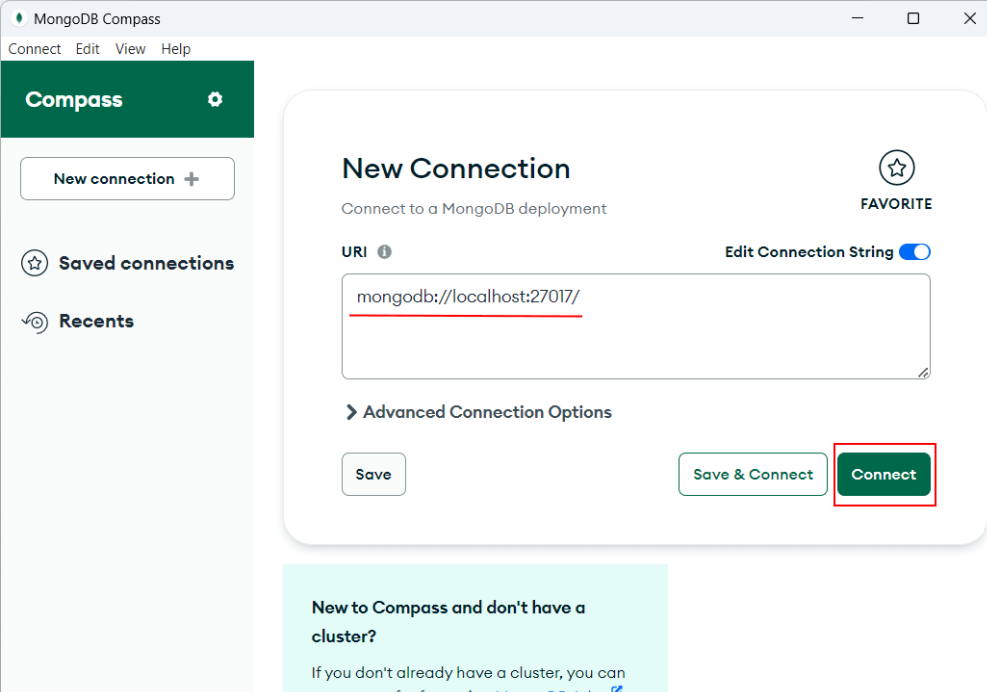 MongoDB Compass
Connect Edit View Help
Compass
New connection
Saved connections
Recents
New Connection
Connect to a MongoDB deployment
FAVORITE
URI
Edit Connection String
mongodb://localhost:27017/
Advanced Connection Options
Save
Save & Connect
Connect
New to Compass and don't have a
cluster?
If you don't already have a cluster, you can